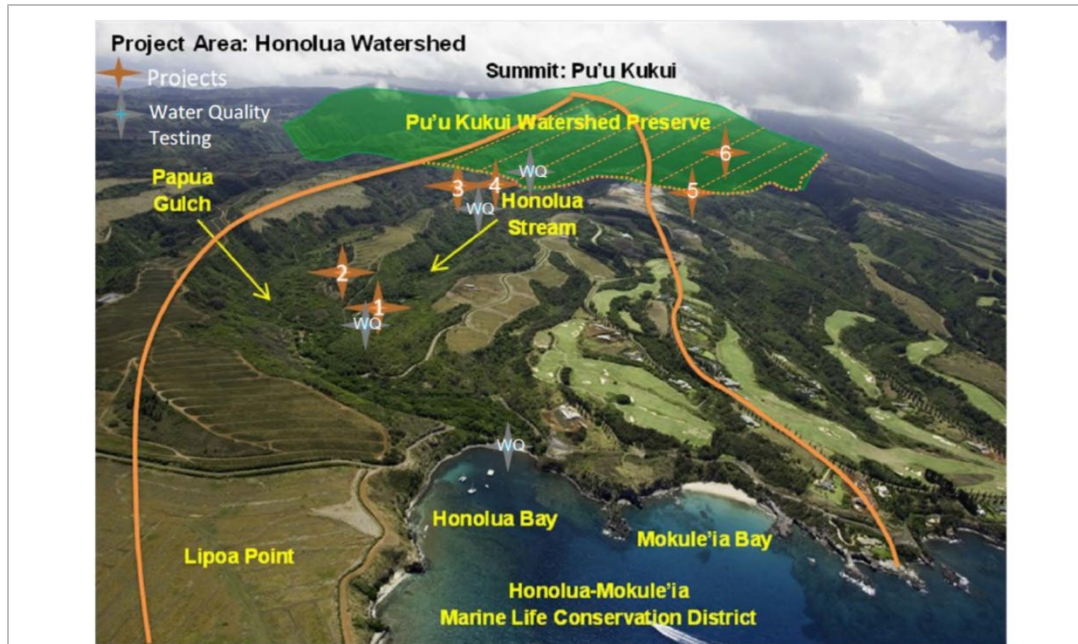 Project Area: Honolua Watershed
Projects
Water Quality
Testing
Summit: Pu'u Kukui
Pu'u Kukui Watershed Preserve
6
WQ
3
4
5
Papua
Gulch
Honolua
Stream
WQ
2
1
WQ
WQ
Honolua Bay
Mokule'ia Bay
Lipoa Point
Honolua-Mokule'ia
Marine Life Conservation District